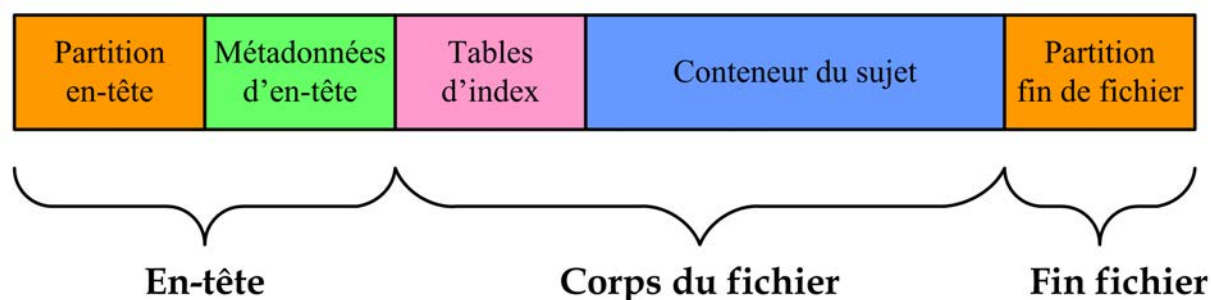 Partition
en-tête
Métadonnées
d'en-tête
Tables
d'index
Conteneur du sujet
Partition
fin de fichier
En-tête
Corps du fichier
Fin fichier